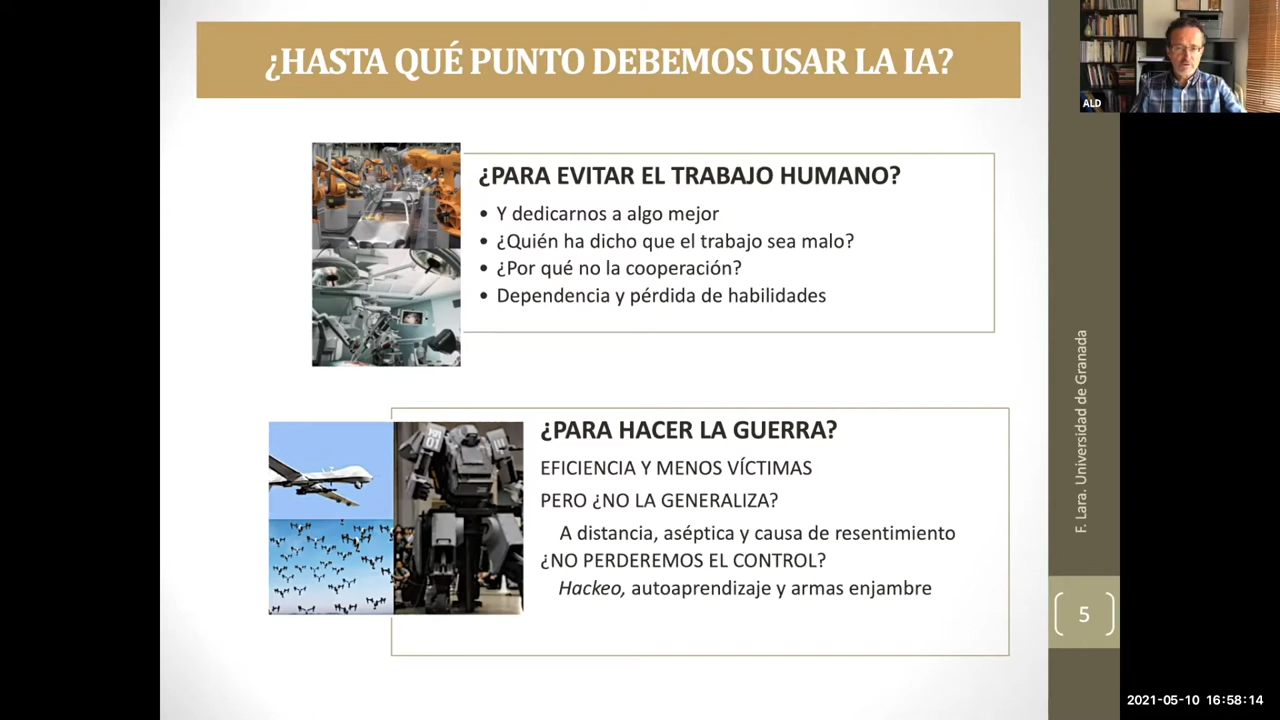 ¿HASTA QUÉ PUNTO DEBEMOS USAR LA IA?
ALD
¿PARA EVITAR EL TRABAJO HUMANO?
• Y dedicarnos a algo mejor
• ¿Quién ha dicho que el trabajo sea malo?
• ¿Por qué no la cooperación?
• Dependencia y pérdida de habilidades
¿PARA HACER LA GUERRA?
EFICIENCIA Y MENOS VÍCTIMAS
PERO ¿NO LA GENERALIZA?
A distancia, aséptica y causa de resentimiento
¿NO PERDEREMOS EL CONTROL?
Hackeo, autoaprendizaje y armas enjambre
01
F. Lara. Universidad de Granada
5
2021-05-10 16:58:14